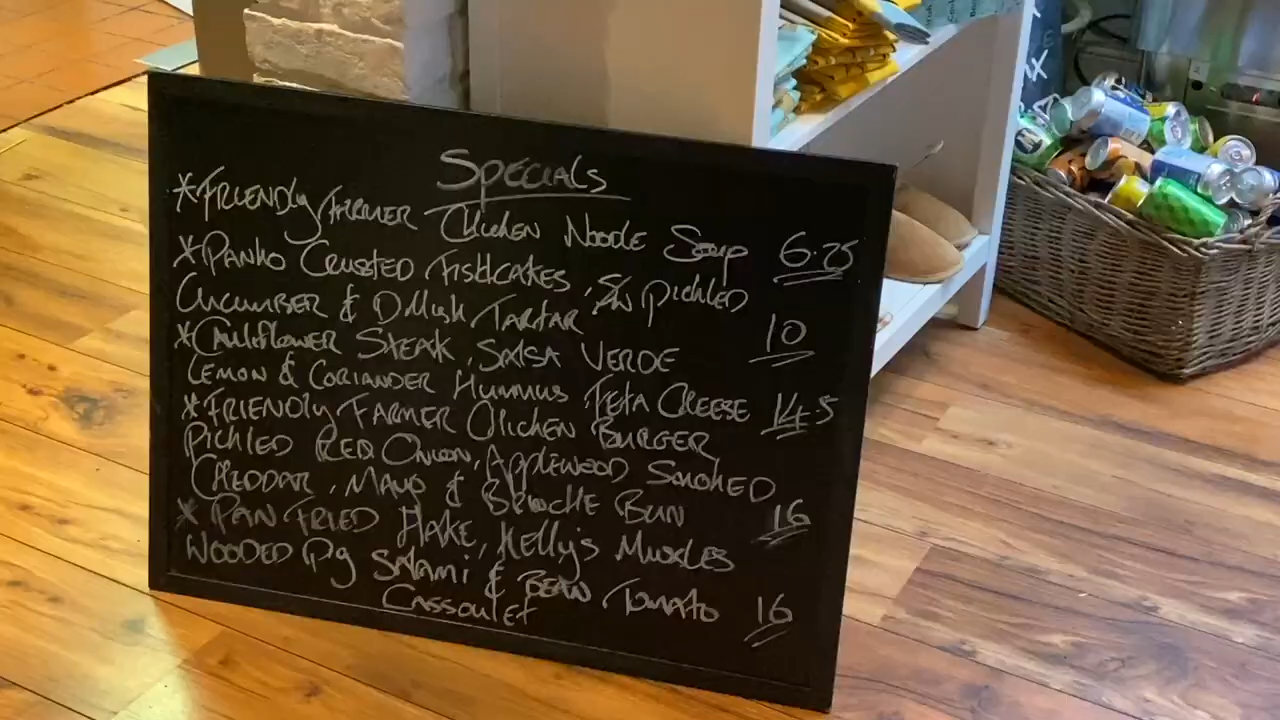 Specials
*FRIENDly FARMER Chicken Noodle Soup 6.25
*PANKO CRUSTED FISHCAKES, PICKLED
CUCUMBER & Dillisk TARTAR 10
*CAULIFLOWER STEAK, SALSA VERDE
LEMON & CORIANDER HUMMUS FETA CHEESE 14.5
*FRIENDLY FARMER CHICKEN BURGER
PICKLED RED ONION, APPLEWOOD SMOKED
CHEDDAR, MAYO & BRIOCHE BUN 16
*PAN FRIED HAKE, Kelly's Mussles
WOODED Pig Salami & BEAN TOMATO 16
Cassoulet